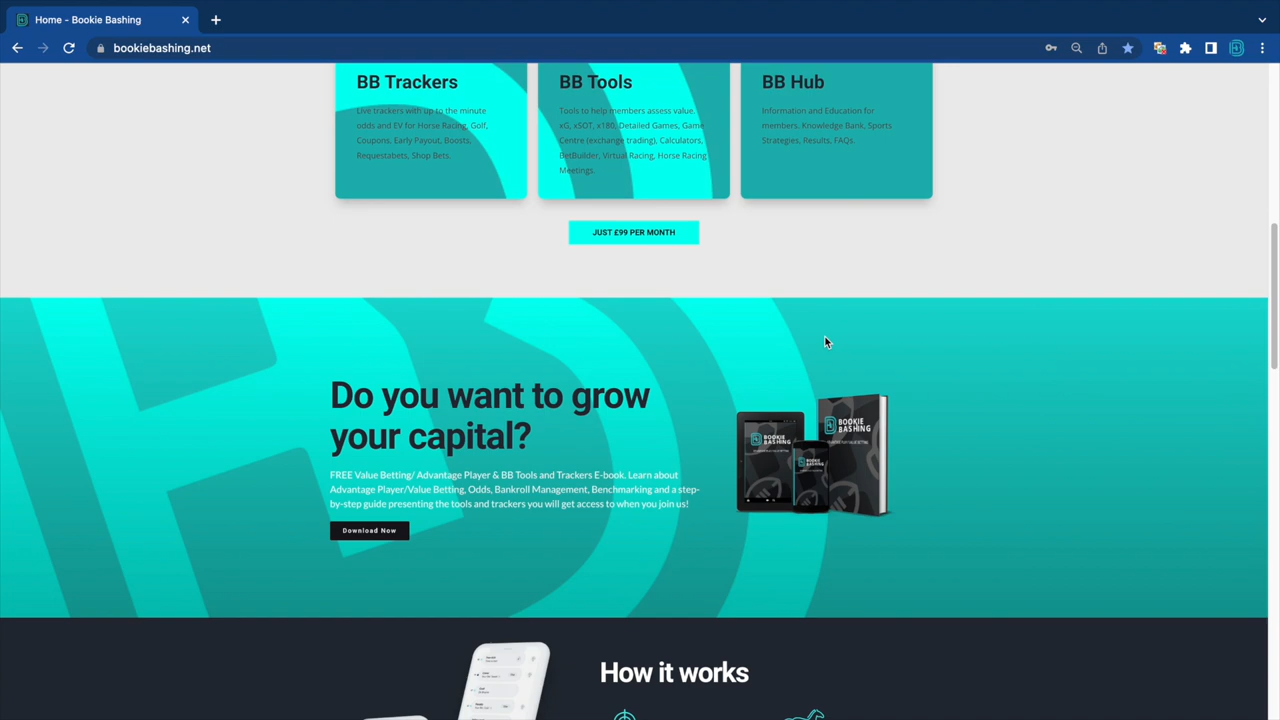 Home - Bookie Bashing
bookiebashing.net
BB Trackers
Live trackers with up to the minute
odds and EV for Horse Racing, Golf,
Coupons, Early Payout, Boosts,
Requestabets, Shop Bets.
BB Tools
Tools to help members assess value.
xG, xSOT, x180, Detailed Games, Game
Centre (exchange trading), Calculators,
BetBuilder, Virtual Racing, Horse Racing
Meetings.
BB Hub
Information and Education for
members. Knowledge Bank, Sports
Strategies, Results, FAQs.
JUST £99 PER MONTH
Do you want to grow
your capital?
FREE Value Betting/ Advantage Player & BB Tools and Trackers E-book. Learn about
Advantage Player/Value Betting, Odds, Bankroll Management, Benchmarking and a step-
by-step guide presenting the tools and trackers you will get access to when you join us!
Download Now
BOOKIE
BASHING
BOOKIE
BASHING
BOOKIE
BASHING
How it works